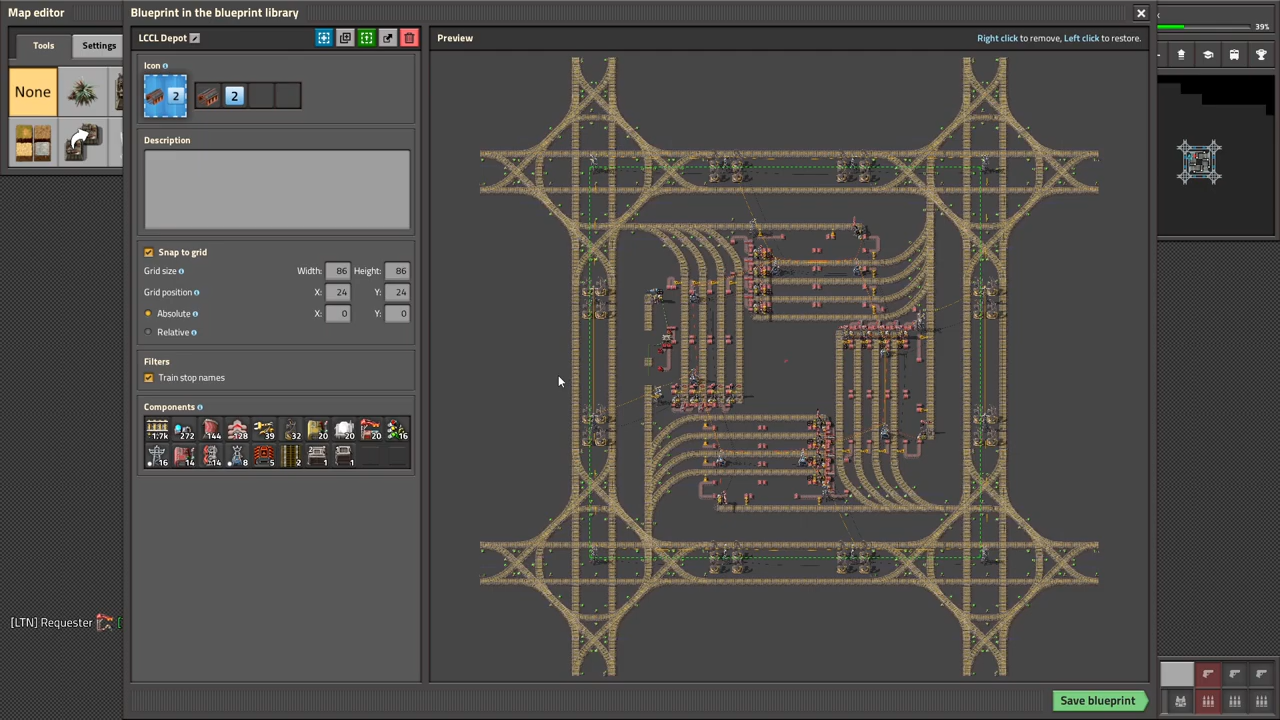 Map editor
Blueprint in the blueprint library
39%
Tools
Settings
LCCL Depot
Preview
Right click to remove, Left click to restore.
Icon
None
2
2
Description
Snap to grid
Grid size
Width: 86 Height: 86
Grid position
X: 24 Y: 24
Absolute
X: 0 Y: 0
Relative
Filters
Train stop names
Components
1.7k 272 144 128 39 32 20 20 20 16
16 14 14 8 5 2 1 1
[LTN] Requester
Save blueprint